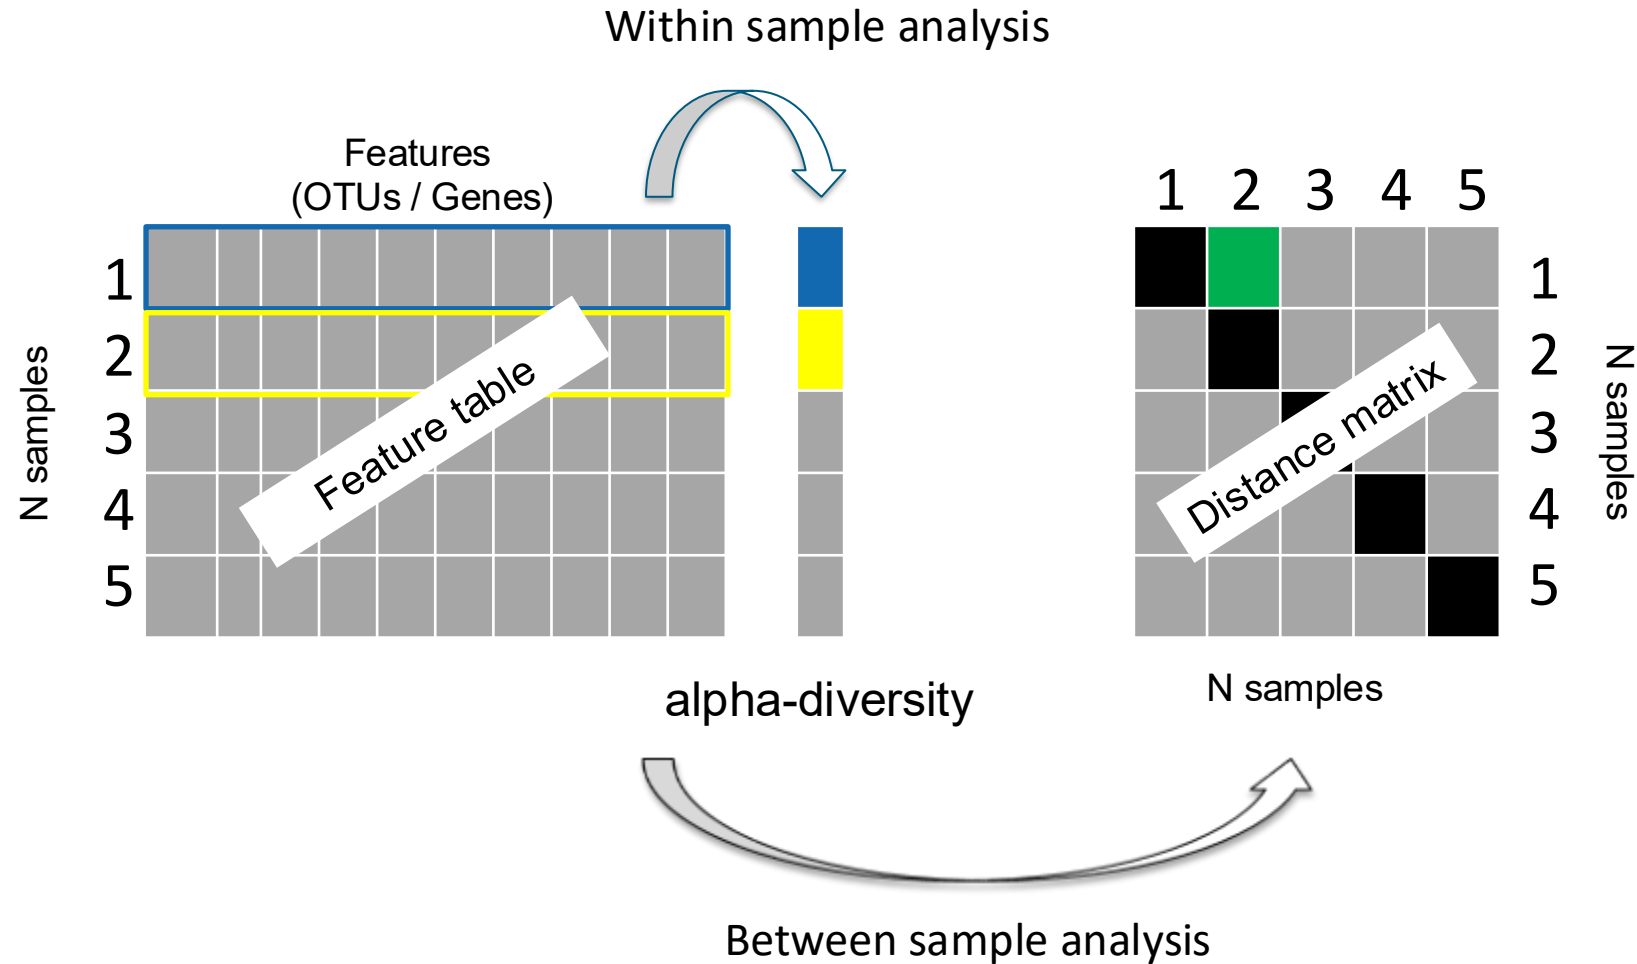 Within sample analysis
Features
(OTUs / Genes)
N samples
1
2
3
4
5
Feature table
alpha-diversity
1 2 3 4 5
1
2
3
4
5
Distance matrix
N samples
N samples
Between sample analysis